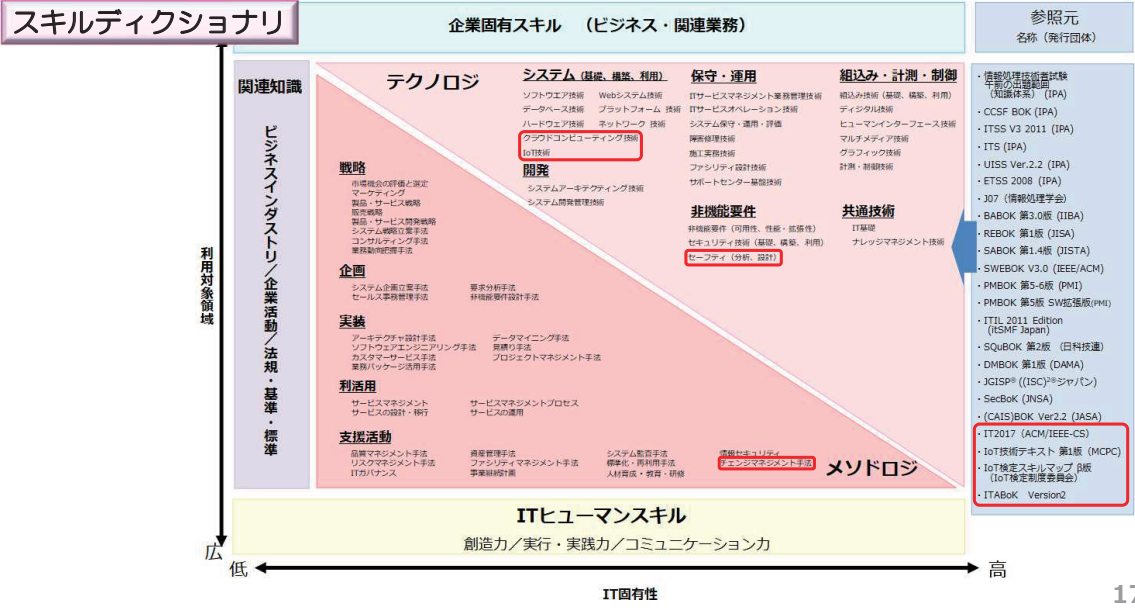 スキルディクショナリ
企業固有スキル （ビジネス・関連業務）
参照元
名称（発行団体）
関連知識
ビジネスインダストリ／企業活動／法規・基準・標準
利用対象領域
テクノロジ
システム（基礎、構築、利用）
ソフトウエア技術 Webシステム技術
データベース技術 プラットフォーム 技術
ハードウェア技術 ネットワーク 技術
クラウドコンピューティング技術
IoT技術
開発
システムアーキテクティング技術
システム開発管理技術
保守・運用
ITサービスマネジメント業務管理技術
ITサービスオペレーション技術
システム保守・運用・評価
障害修理技術
施工実務技術
ファシリティ設計技術
サポートセンター基盤技術
非機能要件
非機能要件（可用性、性能・拡張性）
セキュリティ技術（基礎、構築、利用）
セーフティ（分析、設計）
組込み・計測・制御
組込み技術（基礎、構築、利用）
ディジタル技術
ヒューマンインターフェース技術
マルチメディア技術
グラフィック技術
計測・制御技術
共通技術
IT基礎
ナレッジマネジメント技術
戦略
市場機会の評価と選定
マーケティング
製品・サービス戦略
販売戦略
製品・サービス開発戦略
システム戦略立案手法
コンサルティング手法
業務動向把握手法
企画
システム企画立案手法 要求分析手法
セールス事務管理手法 非機能要件設計手法
実装
アーキテクチャ設計手法 データマイニング手法
ソフトウェアエンジニアリング手法 見積り手法
カスタマーサービス手法 プロジェクトマネジメント手法
業務パッケージ活用手法
利活用
サービスマネジメント サービスマネジメントプロセス
サービスの設計・移行 サービスの運用
支援活動
品質マネジメント手法 資産管理手法 システム監査手法 情報セキュリティ
リスクマネジメント手法 ファシリティマネジメント手法 標準化・再利用手法 チェンジマネジメント手法
ITガバナンス 事業継続計画 人材育成・教育・研修
メソドロジ
・情報処理技術者試験
午前の出題範囲
（知識体系） (IPA)
・CCSF BOK (IPA)
・ITSS V3 2011 (IPA)
・ITS (IPA)
・UISS Ver.2.2 (IPA)
・ETSS 2008 (IPA)
・J07（情報処理学会）
・BABOK 第3.0版 (IIBA)
・REBOK 第1版 (JISA)
・SABOK 第1.4版 (JISTA)
・SWEBOK V3.0 (IEEE/ACM)
・PMBOK 第5-6版 (PMI)
・PMBOK 第5版 SW拡張版(PMI)
・ITIL 2011 Edition
(itSMF Japan)
・SQuBOK 第2版 （日科技連）
・DMBOK 第1版 (DAMA)
・JGISP® ((ISC)²®ジャパン)
・SecBoK (JNSA)
・(CAIS)BOK Ver2.2 (JASA)
・IT2017（ACM/IEEE-CS）
・IoT技術テキスト 第1版（MCPC）
・IoT検定スキルマップ β版
（IoT検定制度委員会）
・ITABoK Version2
ITヒューマンスキル
創造力／実行・実践力／コミュニケーション力
広
低
高
IT固有性
17